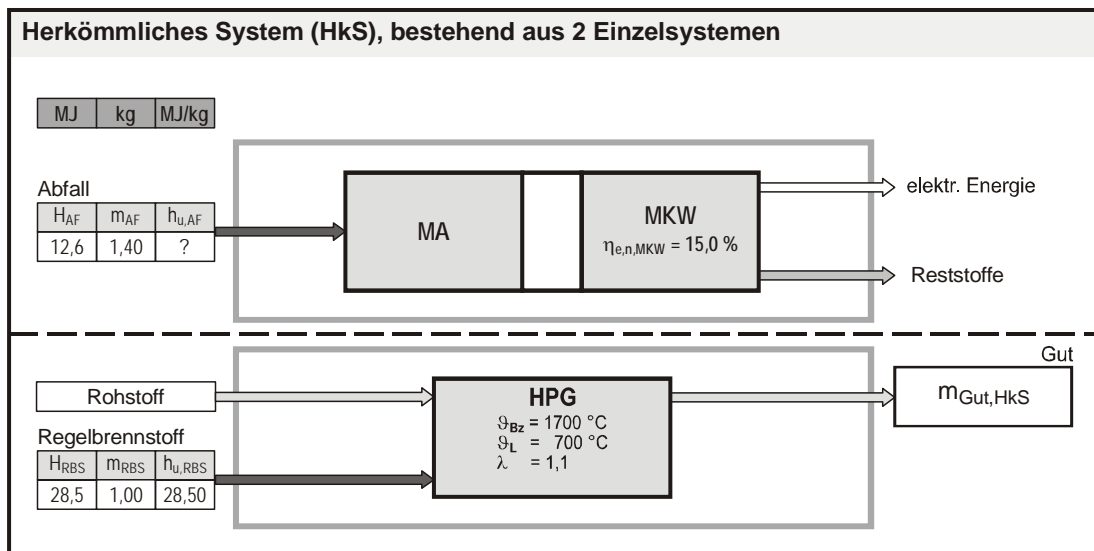 Herkömmliches System (HkS), bestehend aus 2 Einzelsystemen
MJ kg MJ/kg
Abfall
H_AF m_AF h_u,AF
12,6 1,40 ?
MA
MKW
η_e,n,MKW = 15,0 %
elektr. Energie
Reststoffe
Rohstoff
Regelbrennstoff
H_RBS m_RBS h_u,RBS
28,5 1,00 28,50
HPG
ϑ_Bz = 1700 °C
ϑ_L = 700 °C
λ = 1,1
Gut
m_Gut,HkS